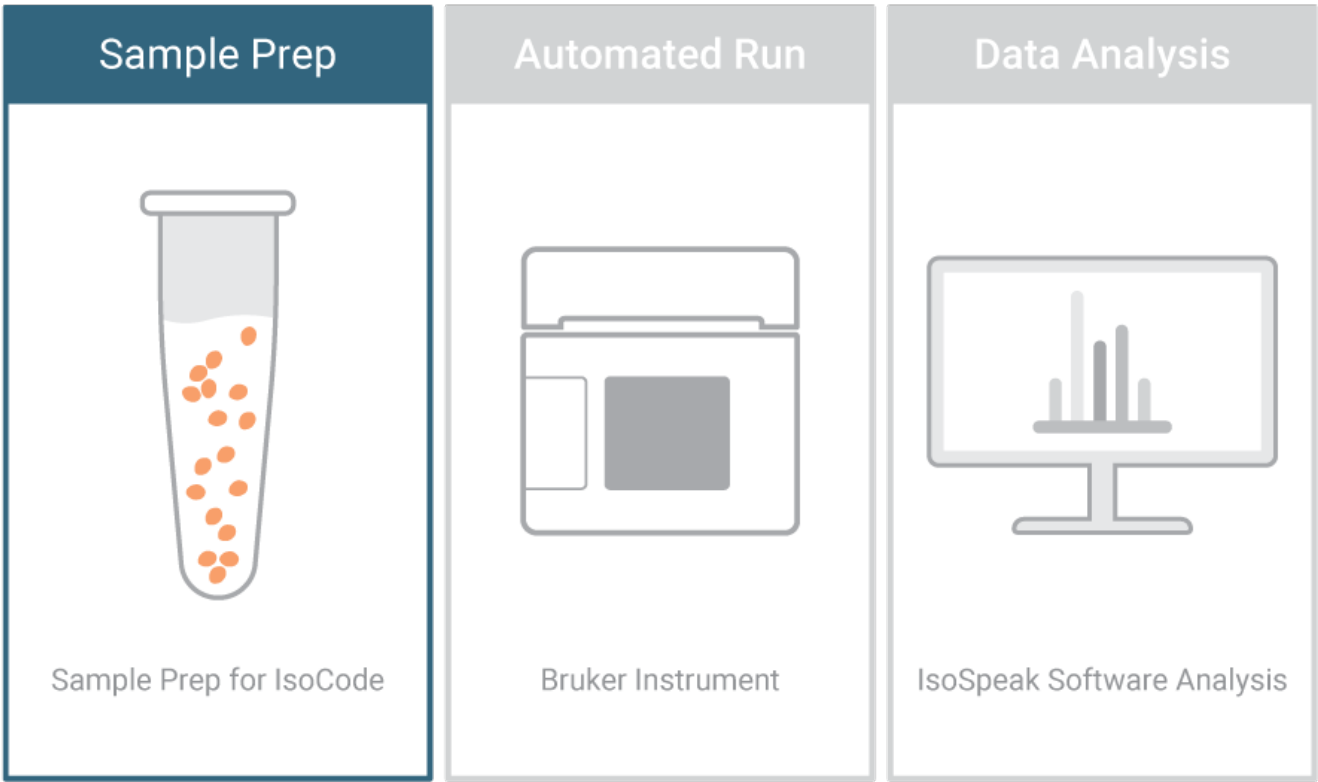 Sample Prep
Automated Run
Data Analysis
Sample Prep for IsoCode
Bruker Instrument
IsoSpeak Software Analysis